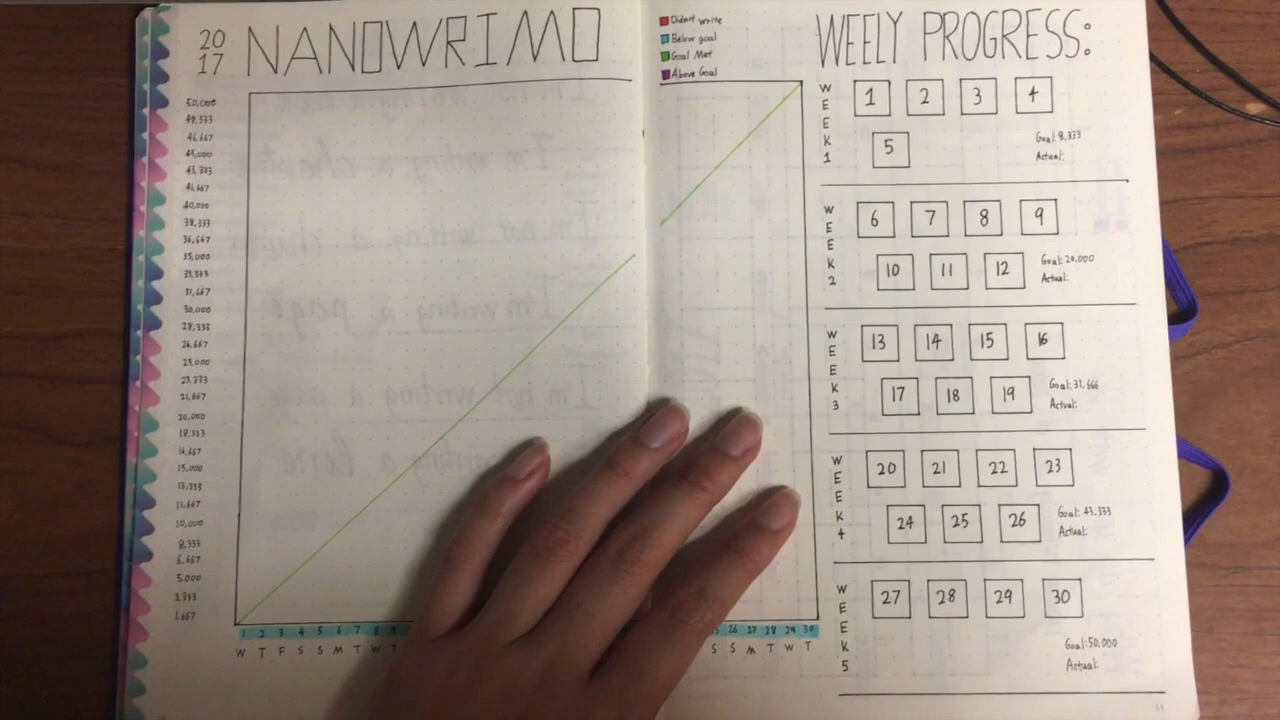 20
17
NANOWRIMO
50,000
48,333
46,667
45,000
43,333
41,667
40,000
38,333
36,667
35,000
33,333
31,667
30,000
28,333
26,667
25,000
23,333
21,667
20,000
18,333
16,667
15,000
13,333
11,667
10,000
8,333
6,667
5,000
3,333
1,667
1 2 3 4 5 6 7 8 9
W T F S S M T W T
26 27 28 29 30
S S M T W T
Didn't write
Below goal
Goal Met
Above Goal
WEELY PROGRESS:
WEEK 1
1 2 3 4
5
Goal: 8,333
Actual:
WEEK 2
6 7 8 9
10 11 12
Goal: 20,000
Actual:
WEEK 3
13 14 15 16
17 18 19
Goal: 31,666
Actual:
WEEK 4
20 21 22 23
24 25 26
Goal: 43,333
Actual:
WEEK 5
27 28 29 30
Goal: 50,000
Actual: